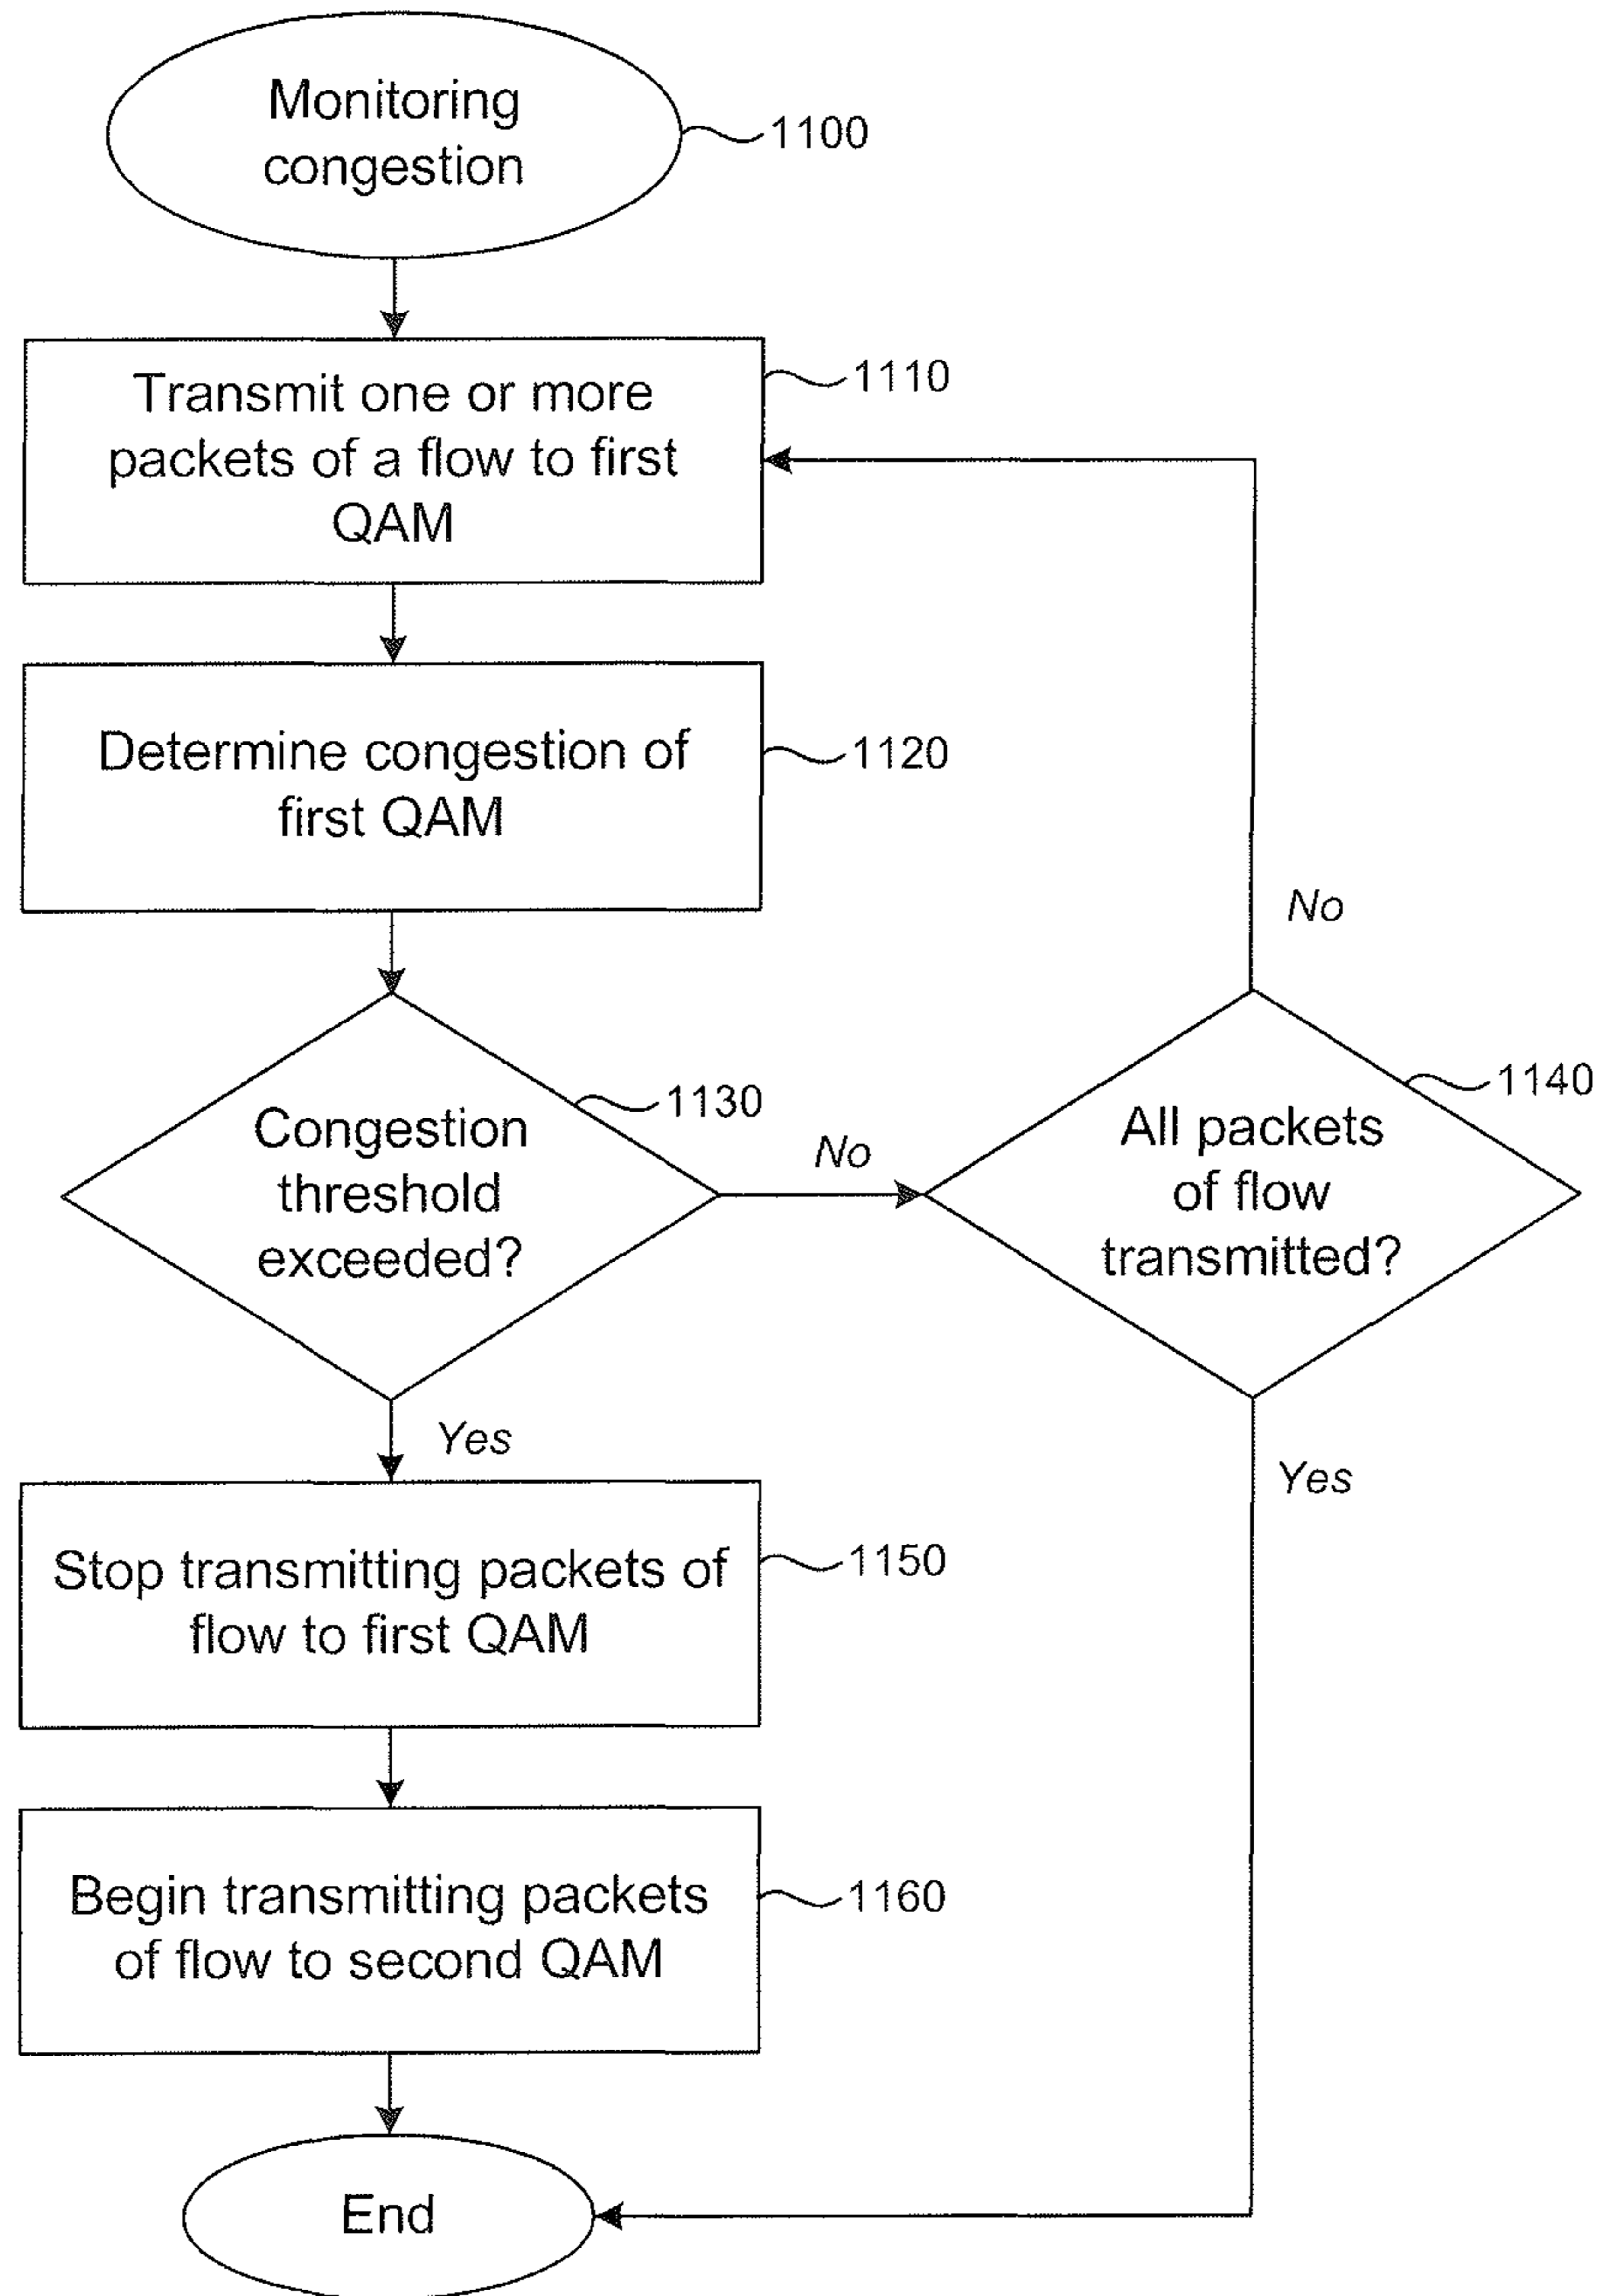 Monitoring
congestion
1100
Transmit one or more
packets of a flow to first
QAM
1110
Determine congestion of
first QAM
1120
Congestion
threshold
exceeded?
1130
No
All packets
of flow
transmitted?
1140
No
Yes
Yes
Stop transmitting packets of
flow to first QAM
1150
Begin transmitting packets
of flow to second QAM
1160
End